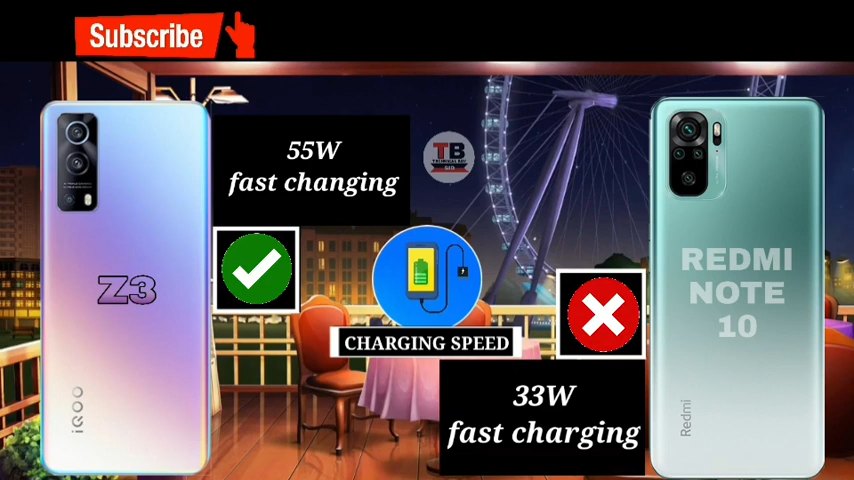 Subscribe
55W
fast changing
TB
Z3
REDMI
NOTE
10
CHARGING SPEED
33W
fast charging
iQOO
Redmi